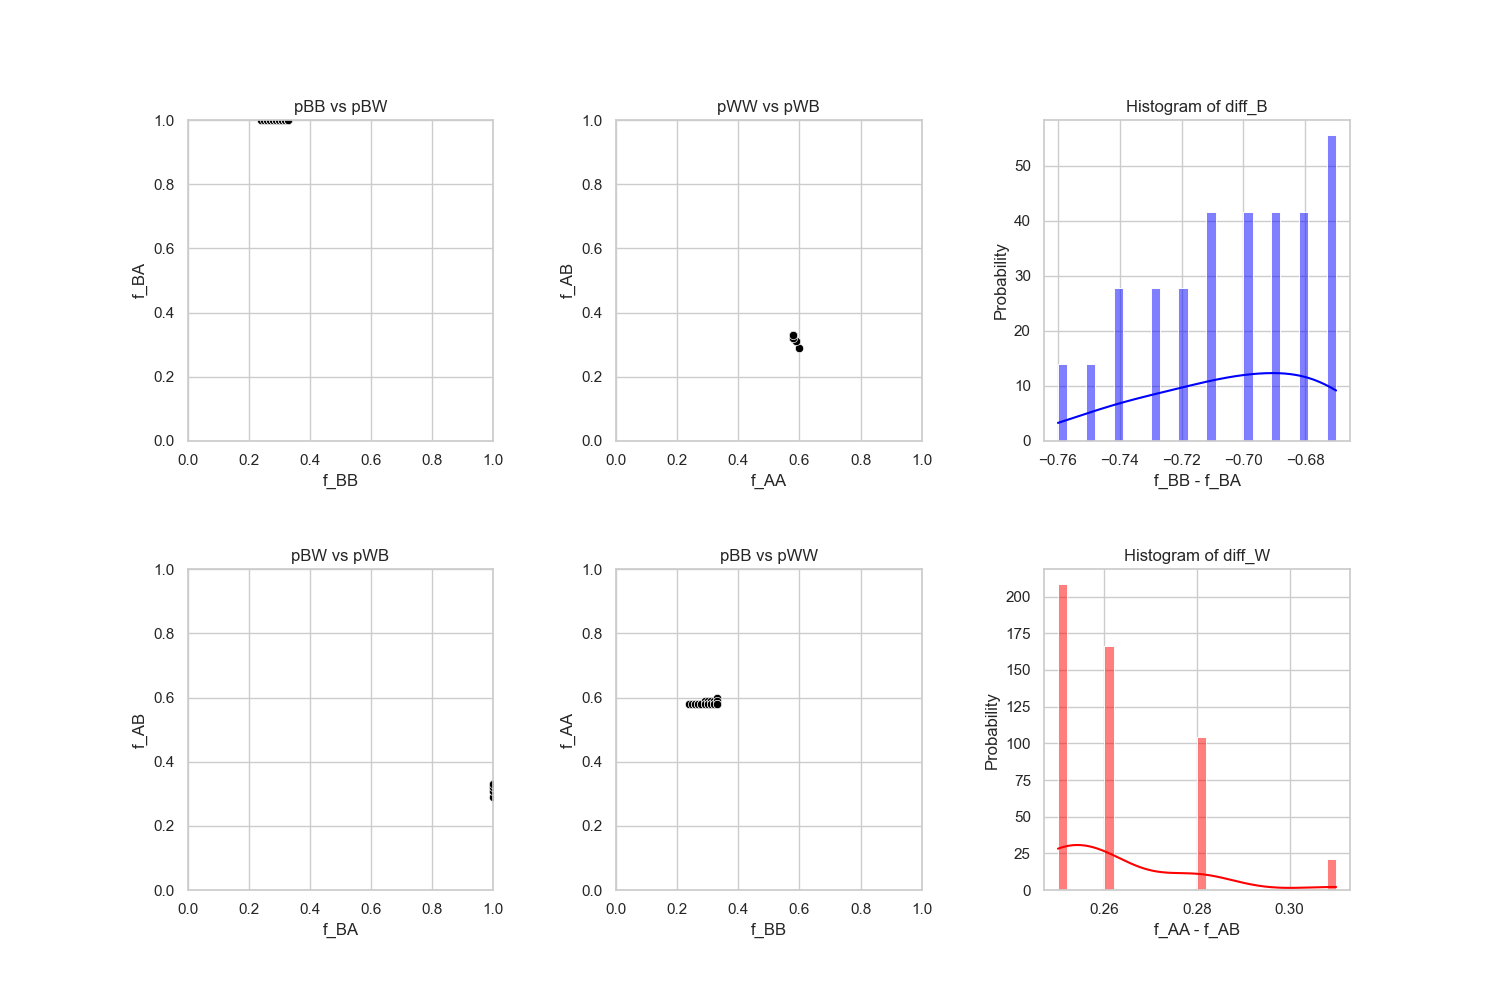 pBB vs pBW
1.0
0.8
0.6
0.4
0.2
0.0
f_BA
0.0 0.2 0.4 0.6 0.8 1.0
f_BB
pWW vs pWB
1.0
0.8
0.6
0.4
0.2
0.0
f_AB
0.0 0.2 0.4 0.6 0.8 1.0
f_AA
Histogram of diff_B
50
40
30
20
10
0
Probability
−0.76 −0.74 −0.72 −0.70 −0.68
f_BB - f_BA
pBW vs pWB
1.0
0.8
0.6
0.4
0.2
0.0
f_AB
0.0 0.2 0.4 0.6 0.8 1.0
f_BA
pBB vs pWW
1.0
0.8
0.6
0.4
0.2
0.0
f_AA
0.0 0.2 0.4 0.6 0.8 1.0
f_BB
Histogram of diff_W
200
175
150
125
100
75
50
25
0
Probability
0.26 0.28 0.30
f_AA - f_AB